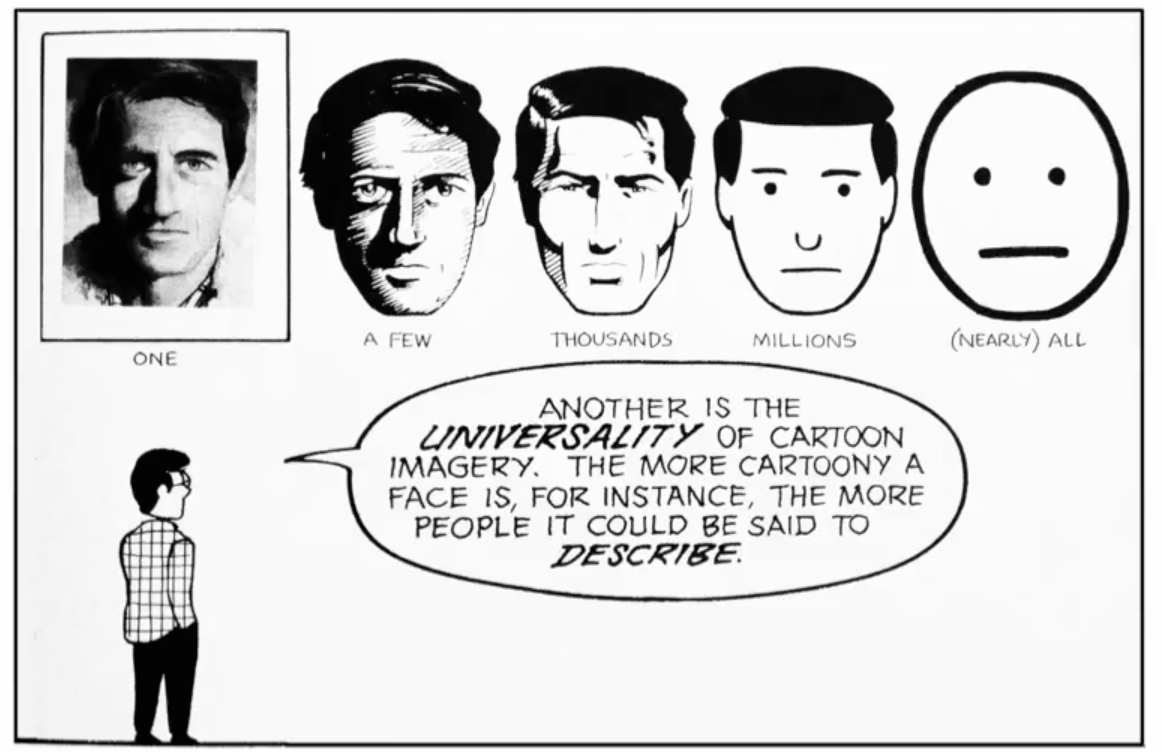 ONE
A FEW
THOUSANDS
MILLIONS
(NEARLY) ALL
ANOTHER IS THE
UNIVERSALITY OF CARTOON
IMAGERY. THE MORE CARTOONY A
FACE IS, FOR INSTANCE, THE MORE
PEOPLE IT COULD BE SAID TO
DESCRIBE.